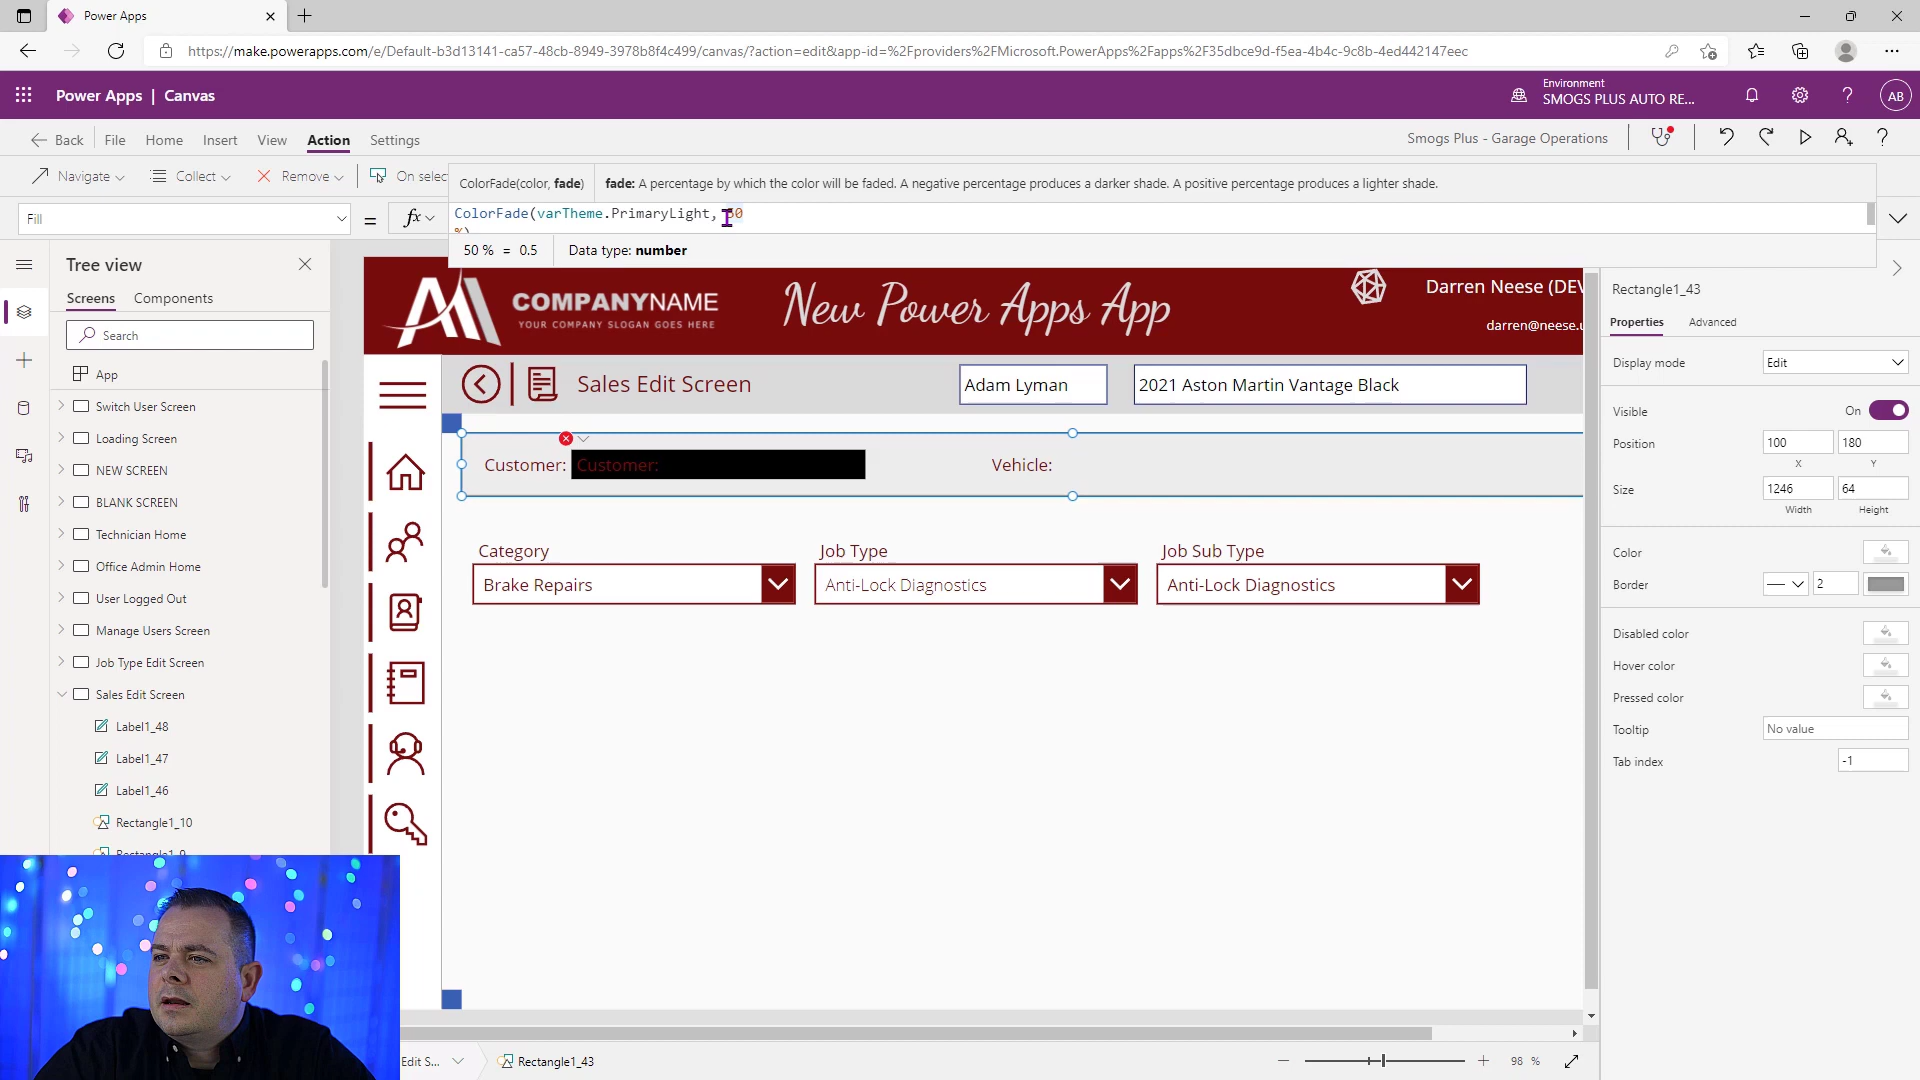 Power Apps
https://make.powerapps.com/e/Default-b3d13141-ca57-48cb-8949-3978b8f4c499/canvas/?action=edit&app-id=%2Fproviders%2FMicrosoft.PowerApps%2Fapps%2F35dbce9d-f5ea-4b4c-9c8b-4ed442147eec
Power Apps | Canvas
Environment
SMOGS PLUS AUTO RE...
AB
Back
File
Home
Insert
View
Action
Settings
Smogs Plus - Garage Operations
Navigate
Collect
Remove
On selec
ColorFade(color, fade)
fade: A percentage by which the color will be faded. A negative percentage produces a darker shade. A positive percentage produces a lighter shade.
Fill
=
fx
ColorFade(varTheme.PrimaryLight, 50
%)
50 % = 0.5
Data type: number
Tree view
Screens
Components
Search
App
Switch User Screen
Loading Screen
NEW SCREEN
BLANK SCREEN
Technician Home
Office Admin Home
User Logged Out
Manage Users Screen
Job Type Edit Screen
Sales Edit Screen
Label1_48
Label1_47
Label1_46
Rectangle1_10
Rectangle1_9
COMPANYNAME
YOUR COMPANY SLOGAN GOES HERE
New Power Apps App
Darren Neese (DEV
darren@neese.u
Sales Edit Screen
Adam Lyman
2021 Aston Martin Vantage Black
Customer:
Customer:
Vehicle:
Category
Job Type
Job Sub Type
Brake Repairs
Anti-Lock Diagnostics
Anti-Lock Diagnostics
Rectangle1_43
Properties
Advanced
Display mode
Edit
Visible
On
Position
100
180
X
Y
Size
1246
64
Width
Height
Color
Border
2
Disabled color
Hover color
Pressed color
Tooltip
No value
Tab index
-1
Edit S...
Rectangle1_43
98 %